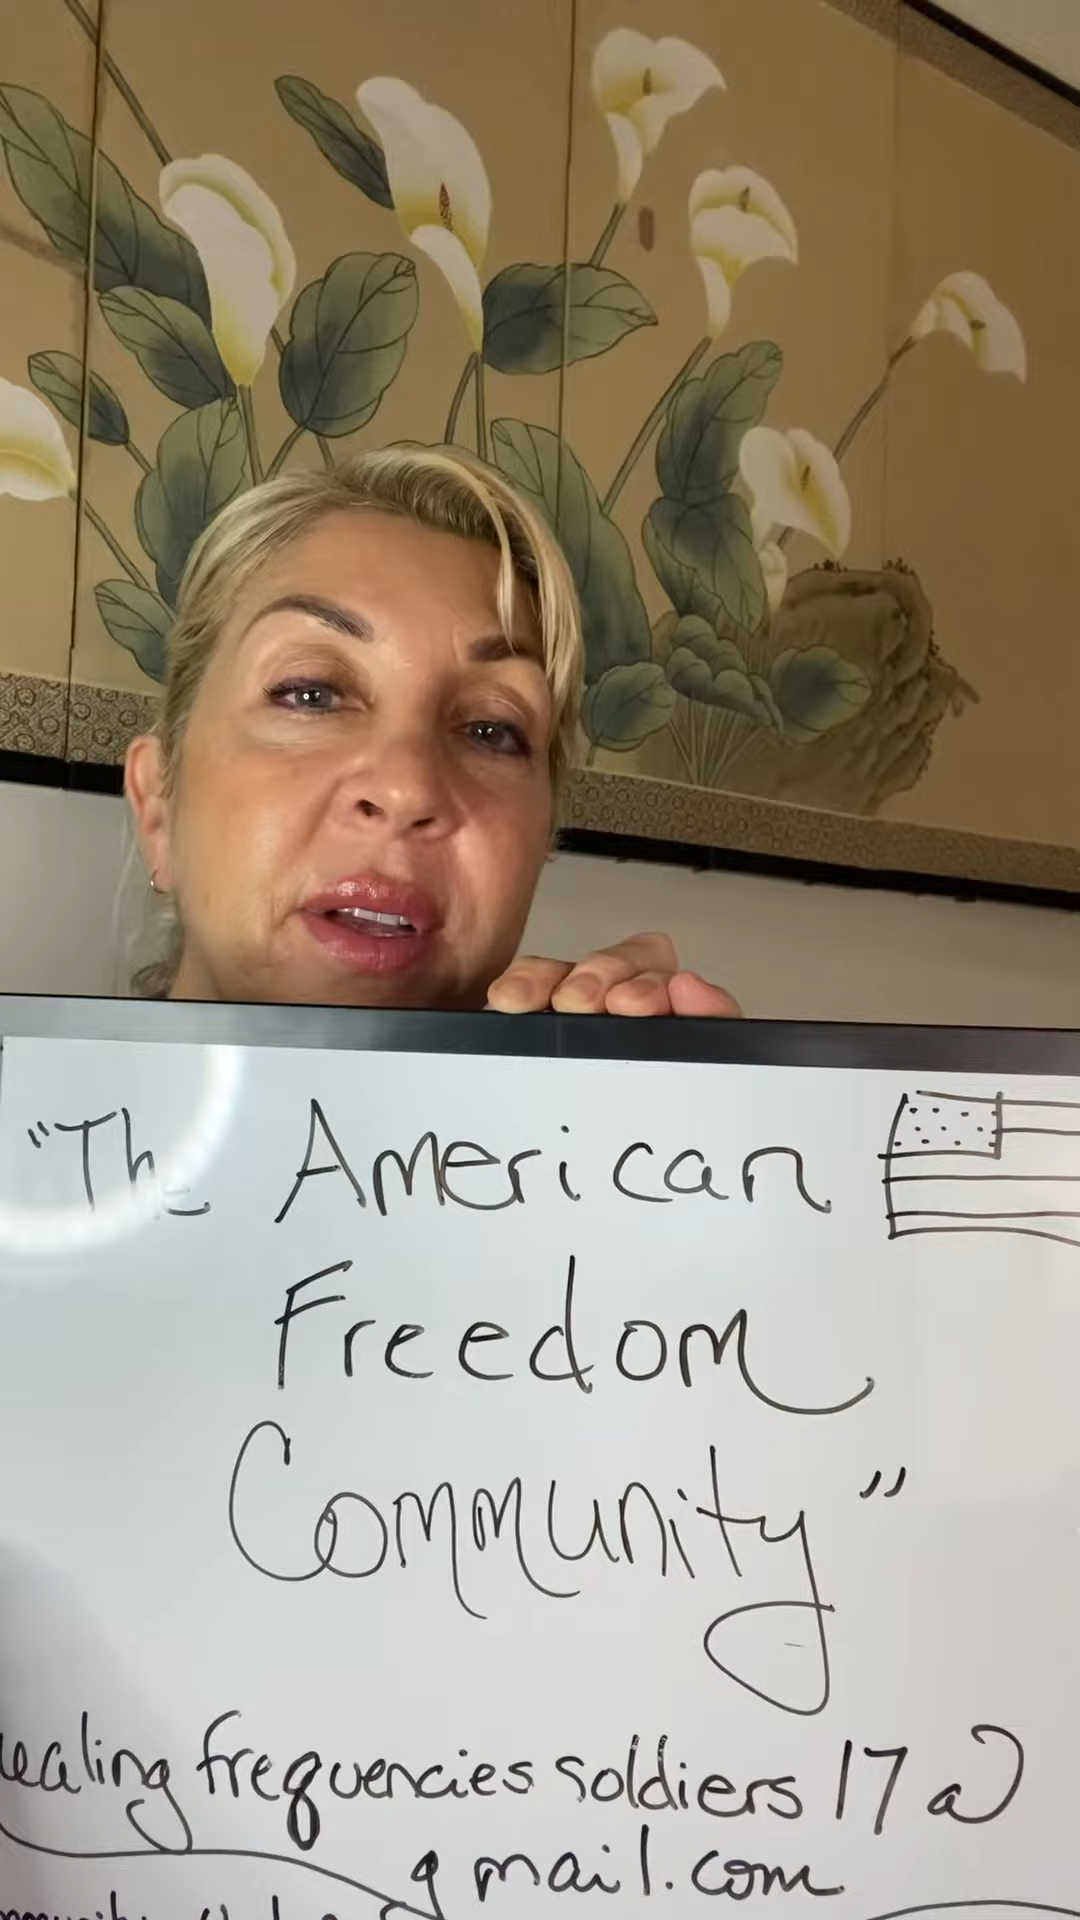 "The American
Freedom
Community"
ealing frequencies soldiers 17 @
gmail.com